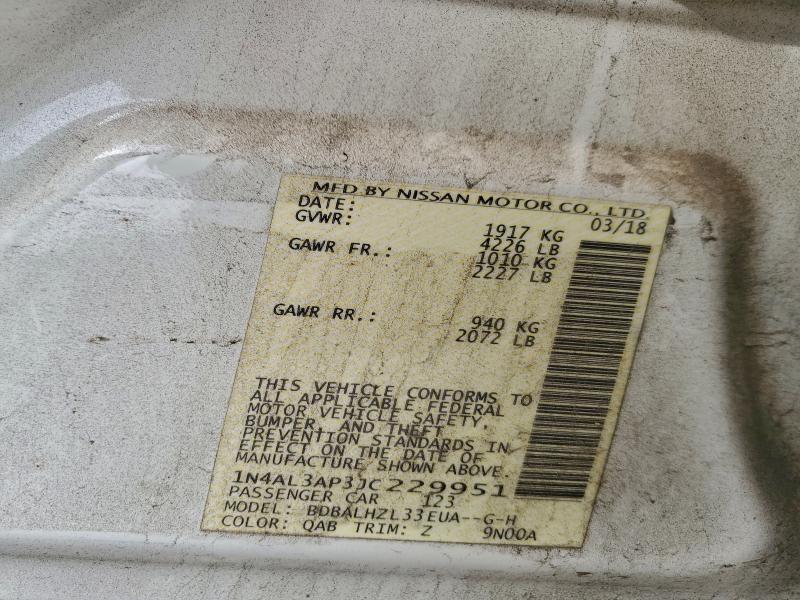 MFD BY NISSAN MOTOR CO., LTD.
DATE: 03/18
GVWR: 1917 KG
4226 LB
GAWR FR.: 1010 KG
2227 LB
GAWR RR.: 940 KG
2072 LB
THIS VEHICLE CONFORMS TO
ALL APPLICABLE FEDERAL
MOTOR VEHICLE SAFETY,
BUMPER, AND THEFT
PREVENTION STANDARDS IN
EFFECT ON THE DATE OF
MANUFACTURE SHOWN ABOVE.
1N4AL3AP3JC229951
PASSENGER CAR 123
MODEL: BDBALHZL33EUA--G-H
COLOR: QAB TRIM: Z 9N00A